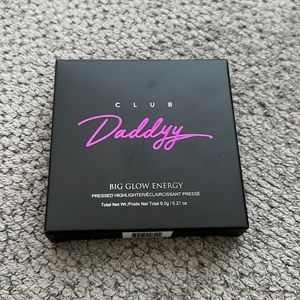 CLUB
Daddyy
BIG GLOW ENERGY
PRESSED HIGHLIGHTER/ÉCLAIRCISSANT PRESSÉ
Total Net Wt./Poids Net Total 6.0g / 0.21 oz